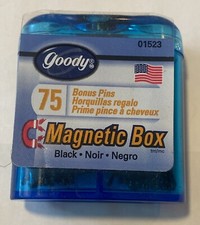 01523
goody®
75
Bonus Pins
Horquillas regalo
Prime pince à cheveux
Magnetic Box
Black • Noir • Negro